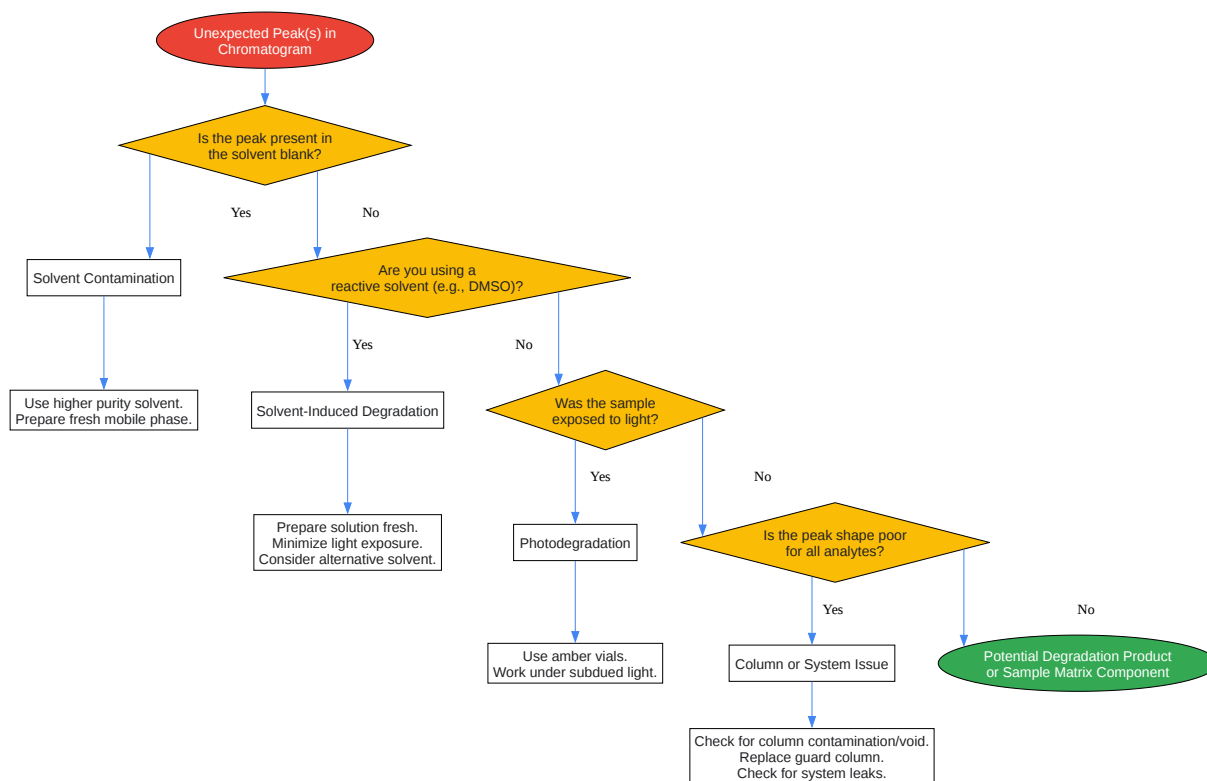 Unexpected Peak(s) in
Chromatogram
Is the peak present in
the solvent blank?
Yes
No
Solvent Contamination
Are you using a
reactive solvent (e.g., DMSO)?
Yes
No
Use higher purity solvent.
Prepare fresh mobile phase.
Solvent-Induced Degradation
Was the sample
exposed to light?
Yes
No
Prepare solution fresh.
Minimize light exposure.
Consider alternative solvent.
Photodegradation
Is the peak shape poor
for all analytes?
Yes
No
Use amber vials.
Work under subdued light.
Column or System Issue
Potential Degradation Product
or Sample Matrix Component
Check for column contamination/void.
Replace guard column.
Check for system leaks.